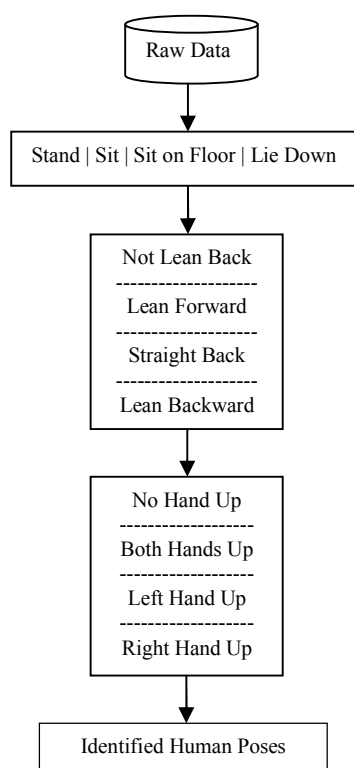 Raw Data
Stand | Sit | Sit on Floor | Lie Down
Not Lean Back
Lean Forward
Straight Back
Lean Backward
No Hand Up
Both Hands Up
Left Hand Up
Right Hand Up
Identified Human Poses